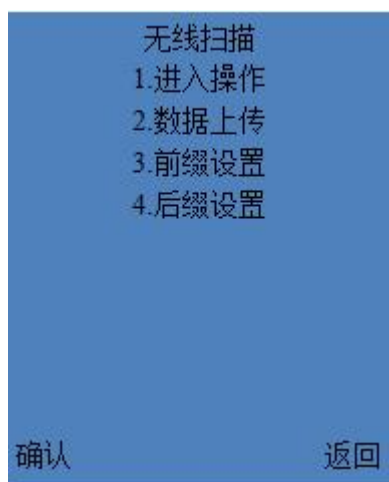 无线扫描
1.进入操作
2.数据上传
3.前缀设置
4.后缀设置
确认 返回